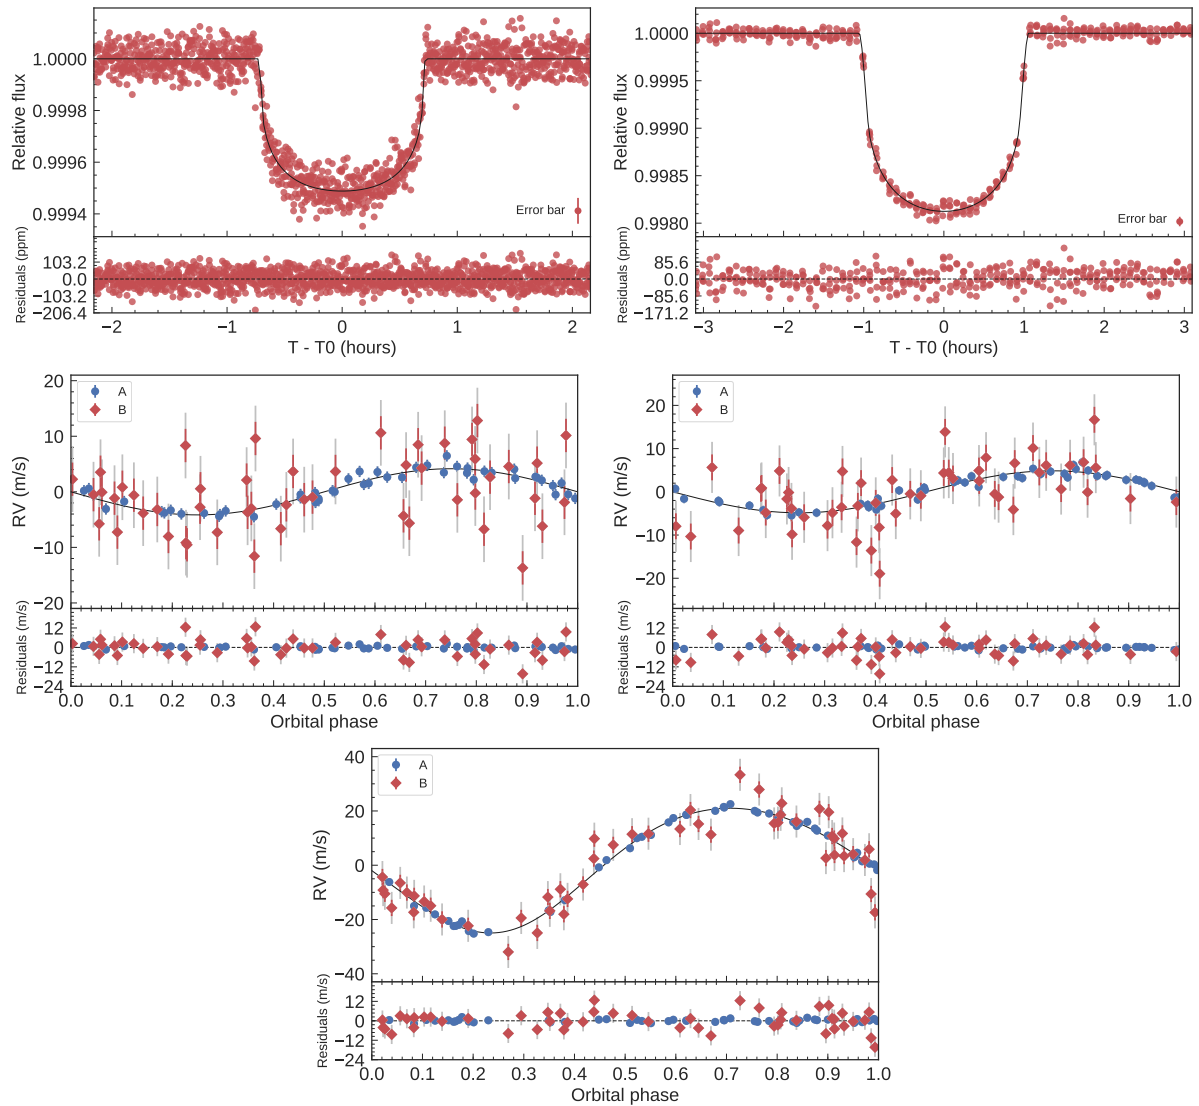 Relative flux
1.0000
0.9998
0.9996
0.9994
Error bar
Residuals (ppm)
103.2
0.0
−103.2
−206.4
−2 −1 0 1 2
T - T0 (hours)
Relative flux
1.0000
0.9995
0.9990
0.9985
0.9980
Error bar
Residuals (ppm)
85.6
0.0
−85.6
−171.2
−3 −2 −1 0 1 2 3
T - T0 (hours)
A
B
RV (m/s)
20
10
0
−10
−20
Residuals (m/s)
12
0
−12
−24
0.0 0.1 0.2 0.3 0.4 0.5 0.6 0.7 0.8 0.9 1.0
Orbital phase
A
B
RV (m/s)
20
10
0
−10
−20
Residuals (m/s)
12
0
−12
−24
0.0 0.1 0.2 0.3 0.4 0.5 0.6 0.7 0.8 0.9 1.0
Orbital phase
A
B
RV (m/s)
40
20
0
−20
−40
Residuals (m/s)
12
0
−12
−24
0.0 0.1 0.2 0.3 0.4 0.5 0.6 0.7 0.8 0.9 1.0
Orbital phase